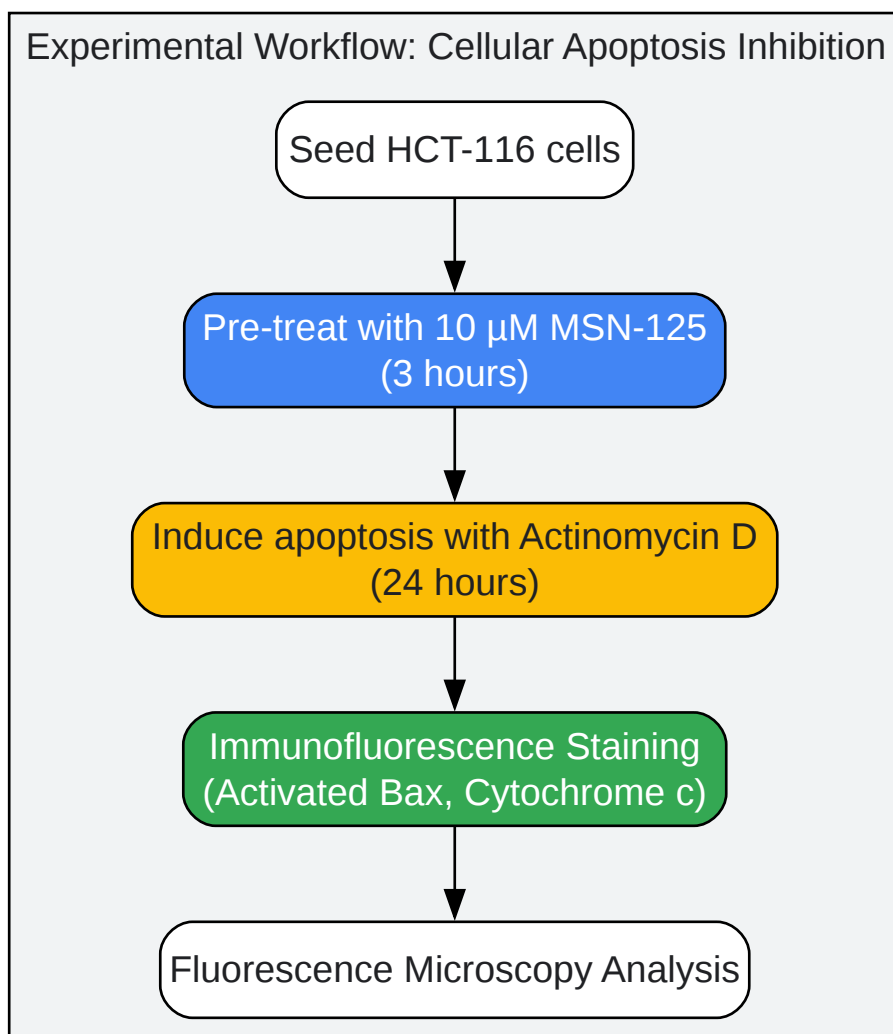 Experimental Workflow: Cellular Apoptosis Inhibition
Seed HCT-116 cells
Pre-treat with 10 µM MSN-125
(3 hours)
Induce apoptosis with Actinomycin D
(24 hours)
Immunofluorescence Staining
(Activated Bax, Cytochrome c)
Fluorescence Microscopy Analysis